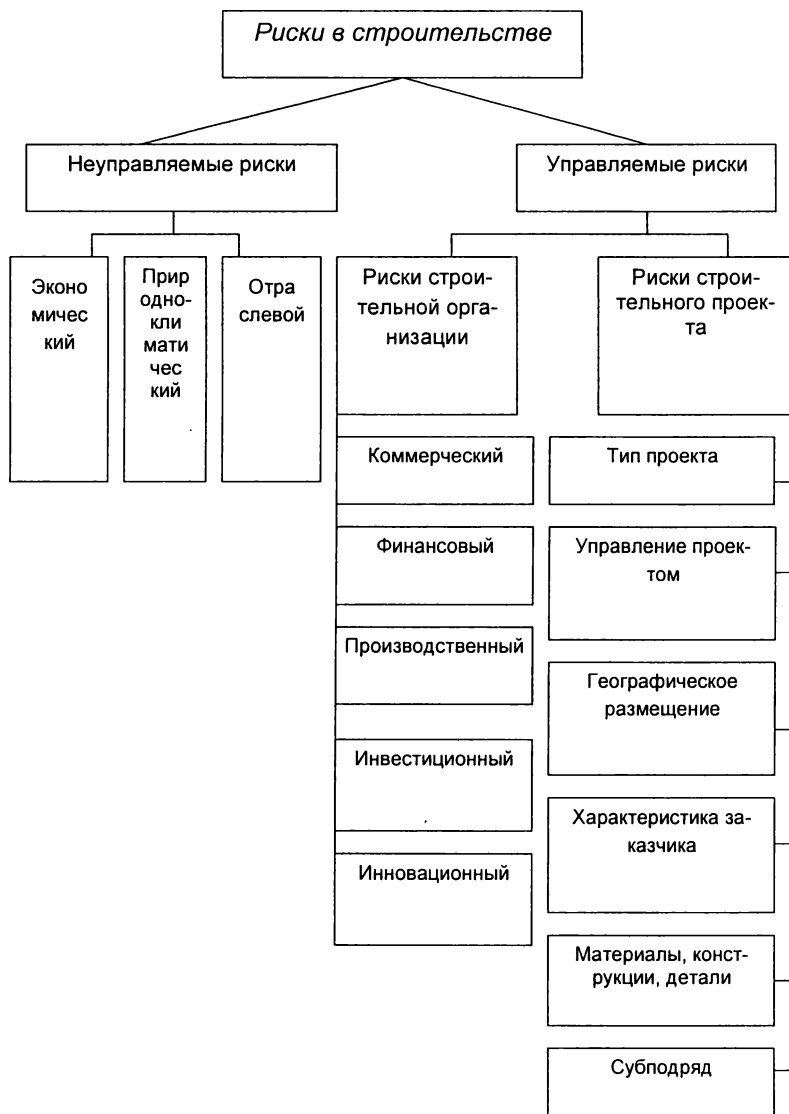 Риски в строительстве
Неуправляемые риски
Управляемые риски
Эконо
мичес
кий
Прир
одно-
кли
мати
чес
кий
Отра
слевой
Риски строи-
тельной орга-
низации
Риски строи-
тельного проек-
та
Коммерческий
Финансовый
Производственный
Инвестиционный
Инновационный
Тип проекта
Управление проек-
том
Географическое
размещение
Характеристика за-
казчика
Материалы, конст-
рукции, детали
Субподряд